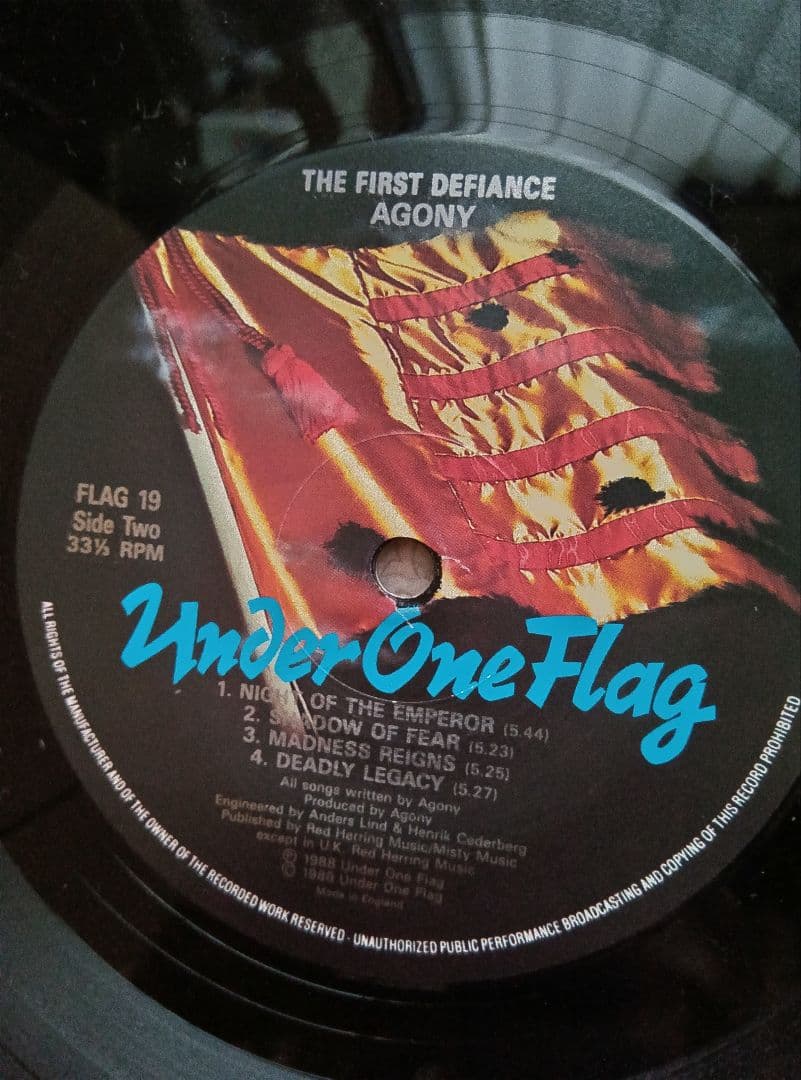 THE FIRST DEFIANCE
AGONY
FLAG 19
Side Two
33⅓ RPM
Under One Flag
1. NIGHT OF THE EMPEROR (5.44)
2. SHADOW OF FEAR (5.23)
3. MADNESS REIGNS (5.25)
4. DEADLY LEGACY (5.27)
All songs written by Agony
Produced by Agony
Engineered by Anders Lind & Henrik Cederberg
Published by Red Herring Music/Misty Music
except in U.K. Red Herring Music
℗ 1988 Under One Flag
© 1988 Under One Flag
Made in England
ALL RIGHTS OF THE MANUFACTURER AND OF THE OWNER OF THE RECORDED WORK RESERVED - UNAUTHORIZED PUBLIC PERFORMANCE BROADCASTING AND COPYING OF THIS RECORD PROHIBITED